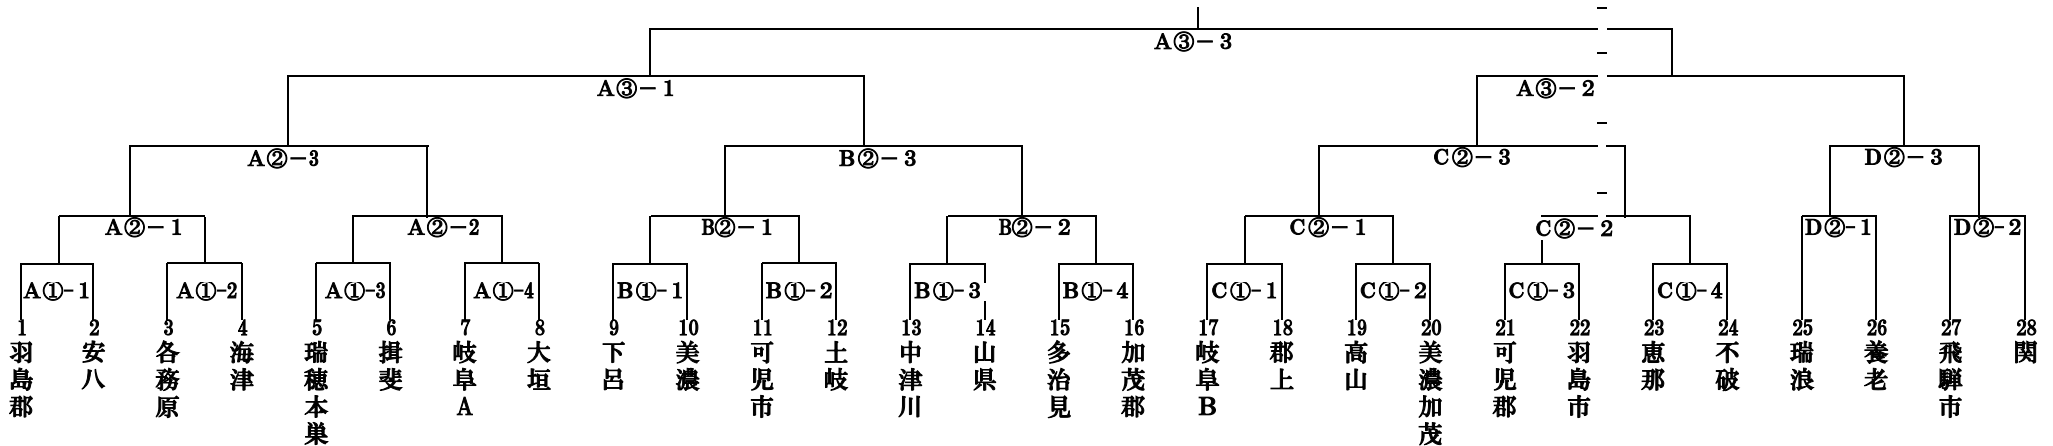 A③－3
A③－1
A③－2
A②－3
B②－3
C②－3
D②－3
A②－1
A②－2
B②－1
B②－2
C②－1
C②－2
D②-1
D②-2
A①-1
A①-2
A①-3
A①-4
B①-1
B①-2
B①-3
B①-4
C①-1
C①-2
C①-3
C①-4
1 羽島郡
2 安八
3 各務原
4 海津
5 瑞穂本巣
6 揖斐
7 岐阜A
8 大垣
9 下呂
10 美濃
11 可児市
12 土岐
13 中津川
14 山県
15 多治見
16 加茂郡
17 岐阜B
18 郡上
19 高山
20 美濃加茂
21 可児郡
22 羽島市
23 恵那
24 不破
25 瑞浪
26 養老
27 飛騨市
28 関